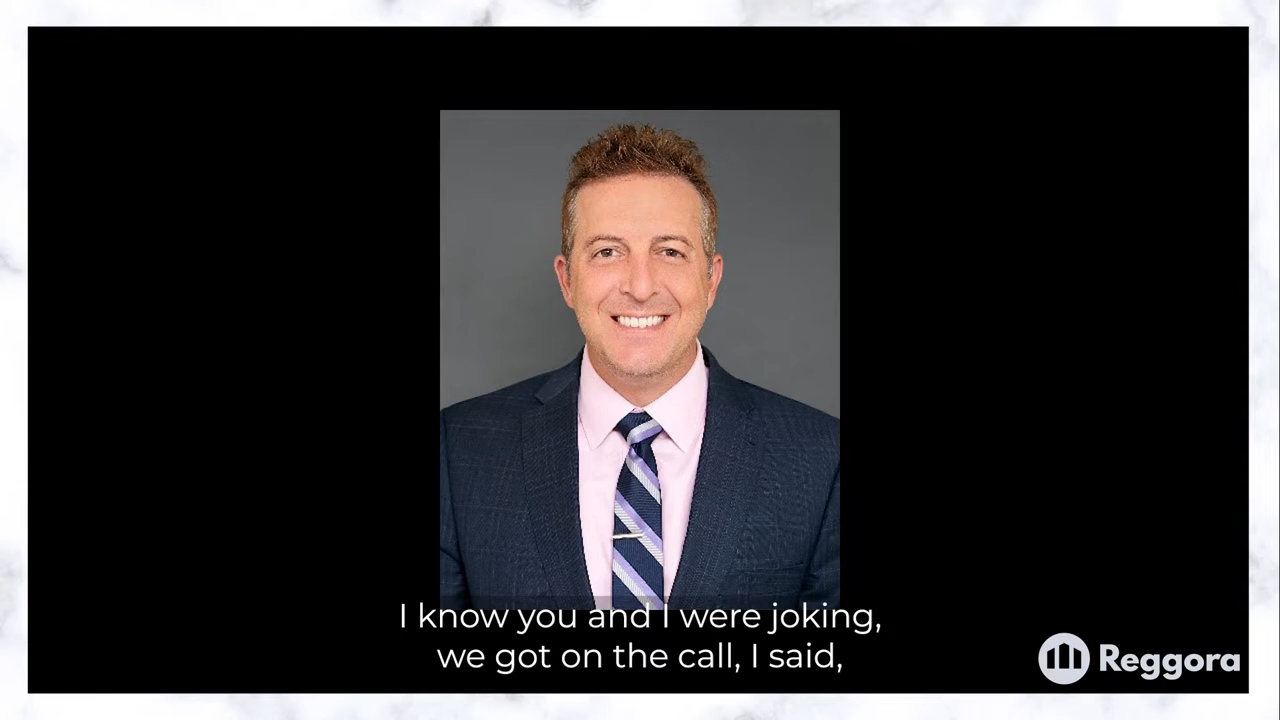 I know you and I were joking,
we got on the call, I said,
Reggora